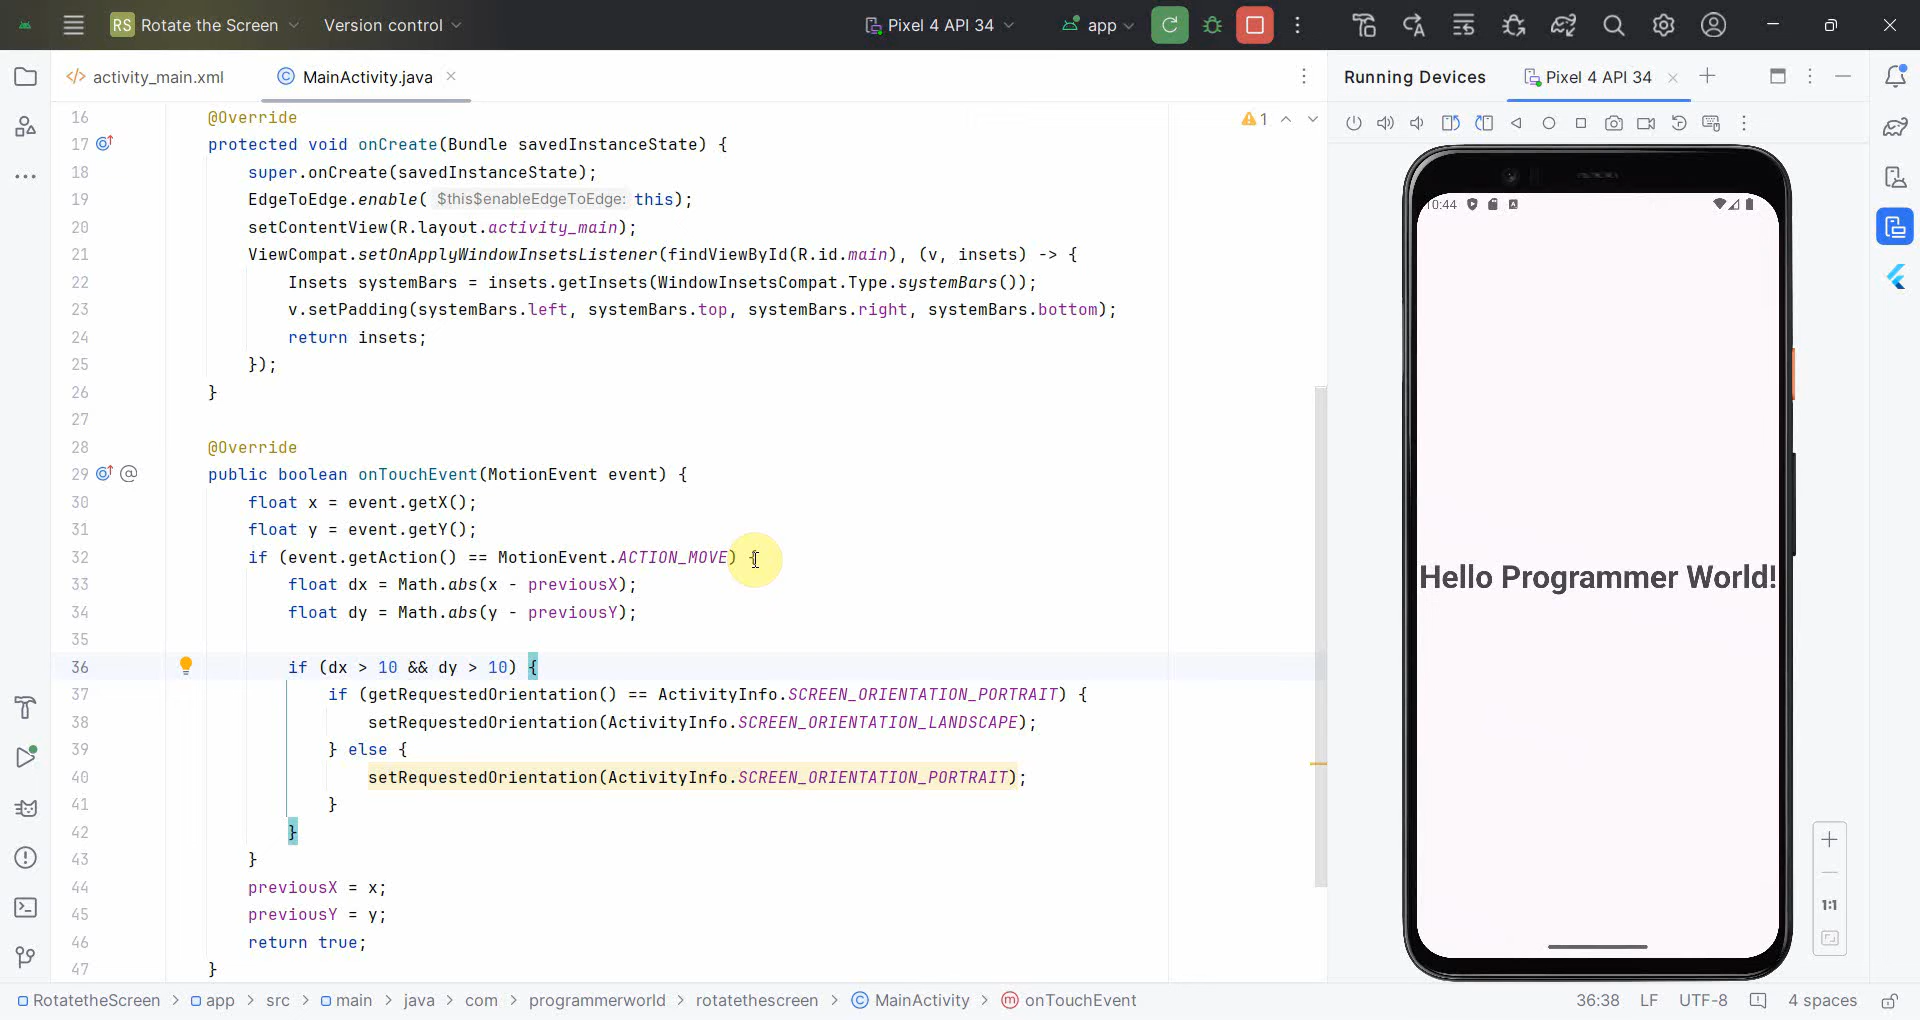 RS Rotate the Screen Version control Pixel 4 API 34 app
activity_main.xml MainActivity.java Running Devices Pixel 4 API 34
16 @Override
17 protected void onCreate(Bundle savedInstanceState) {
18 super.onCreate(savedInstanceState);
19 EdgeToEdge.enable( $this$enableEdgeToEdge: this);
20 setContentView(R.layout.activity_main);
21 ViewCompat.setOnApplyWindowInsetsListener(findViewById(R.id.main), (v, insets) -> {
22 Insets systemBars = insets.getInsets(WindowInsetsCompat.Type.systemBars());
23 v.setPadding(systemBars.left, systemBars.top, systemBars.right, systemBars.bottom);
24 return insets;
25 });
26 }
27
28 @Override
29 public boolean onTouchEvent(MotionEvent event) {
30 float x = event.getX();
31 float y = event.getY();
32 if (event.getAction() == MotionEvent.ACTION_MOVE) {
33 float dx = Math.abs(x - previousX);
34 float dy = Math.abs(y - previousY);
35
36 if (dx > 10 && dy > 10) {
37 if (getRequestedOrientation() == ActivityInfo.SCREEN_ORIENTATION_PORTRAIT) {
38 setRequestedOrientation(ActivityInfo.SCREEN_ORIENTATION_LANDSCAPE);
39 } else {
40 setRequestedOrientation(ActivityInfo.SCREEN_ORIENTATION_PORTRAIT);
41 }
42 }
43 }
44 previousX = x;
45 previousY = y;
46 return true;
47 }
1
10:44
Hello Programmer World!
1:1
RotatetheScreen > app > src > main > java > com > programmerworld > rotatethescreen > MainActivity > onTouchEvent 36:38 LF UTF-8 4 spaces